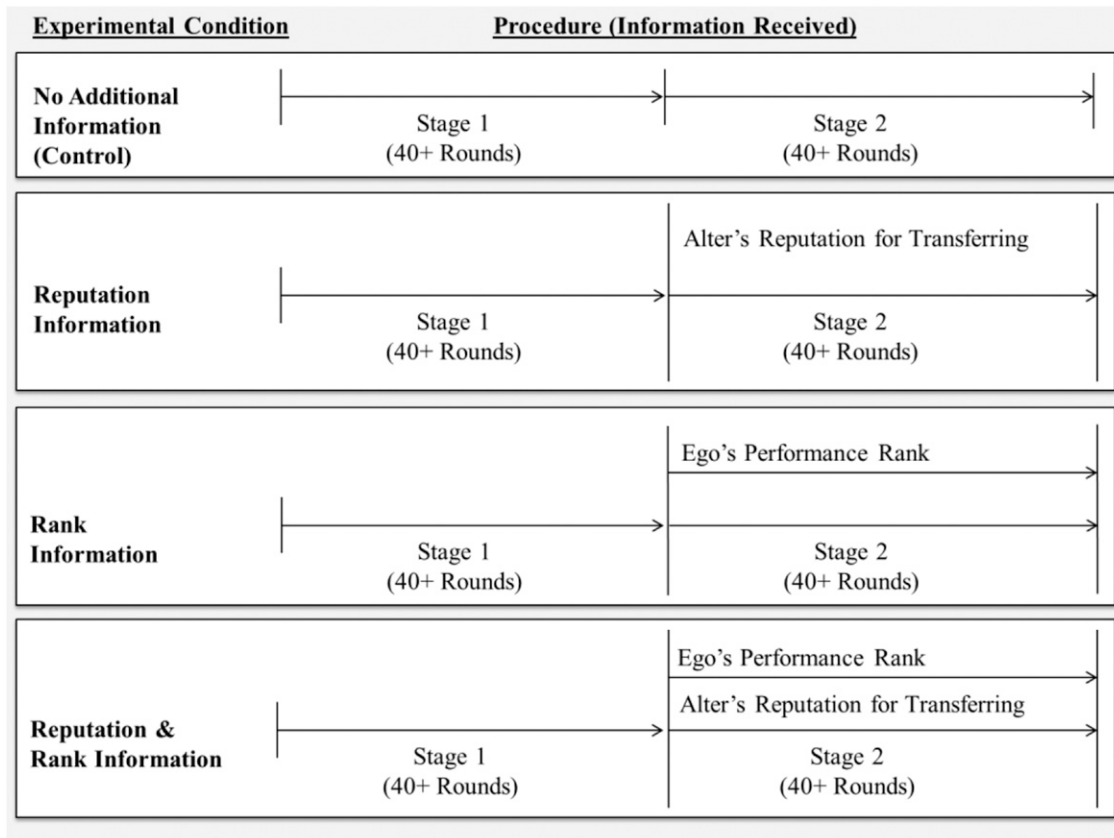 Experimental Condition
Procedure (Information Received)
No Additional
Information
(Control)
Stage 1
(40+ Rounds)
Stage 2
(40+ Rounds)
Reputation
Information
Alter’s Reputation for Transferring
Stage 1
(40+ Rounds)
Stage 2
(40+ Rounds)
Rank
Information
Ego’s Performance Rank
Stage 1
(40+ Rounds)
Stage 2
(40+ Rounds)
Reputation &
Rank Information
Ego’s Performance Rank
Alter’s Reputation for Transferring
Stage 1
(40+ Rounds)
Stage 2
(40+ Rounds)